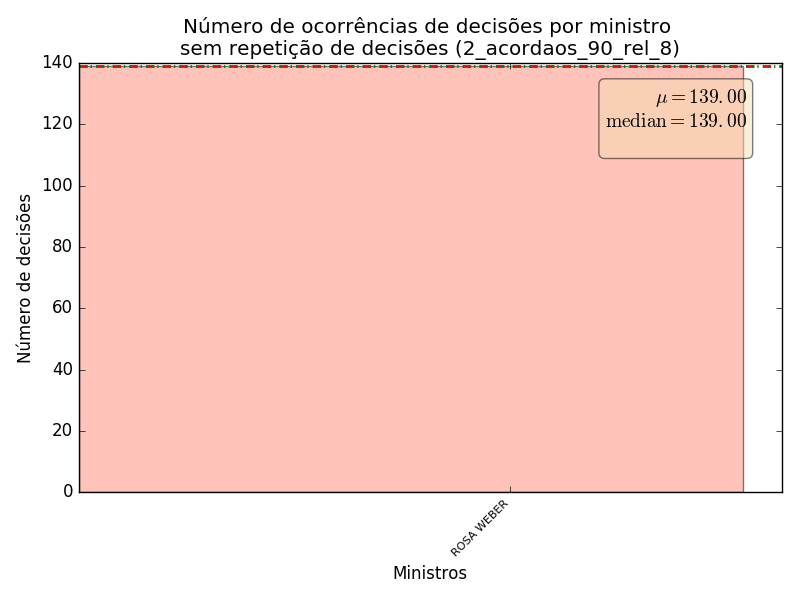 Número de ocorrências de decisões por ministro
sem repetição de decisões (2_acordaos_90_rel_8)
140
120
100
80
60
40
20
0
Número de decisões
μ = 139.00
median = 139.00
ROSA WEBER
Ministros